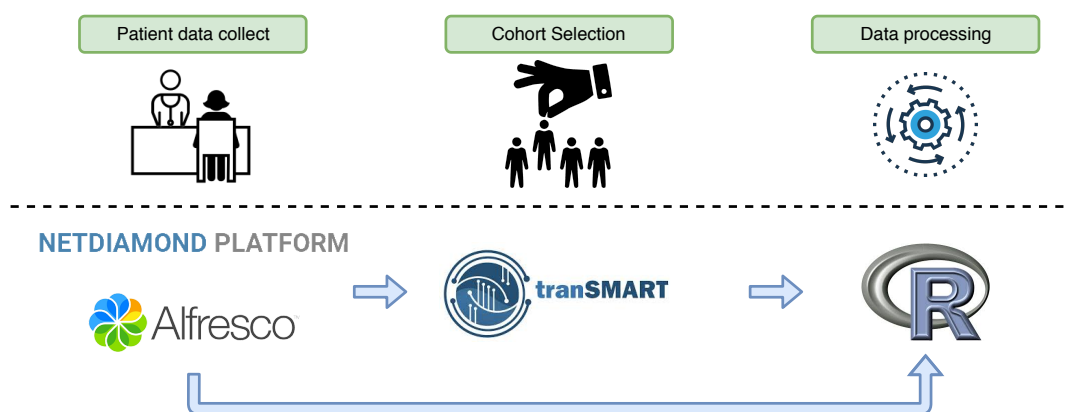 Patient data collect
Cohort Selection
Data processing
NETDIAMOND PLATFORM
Alfresco
tranSMART
R